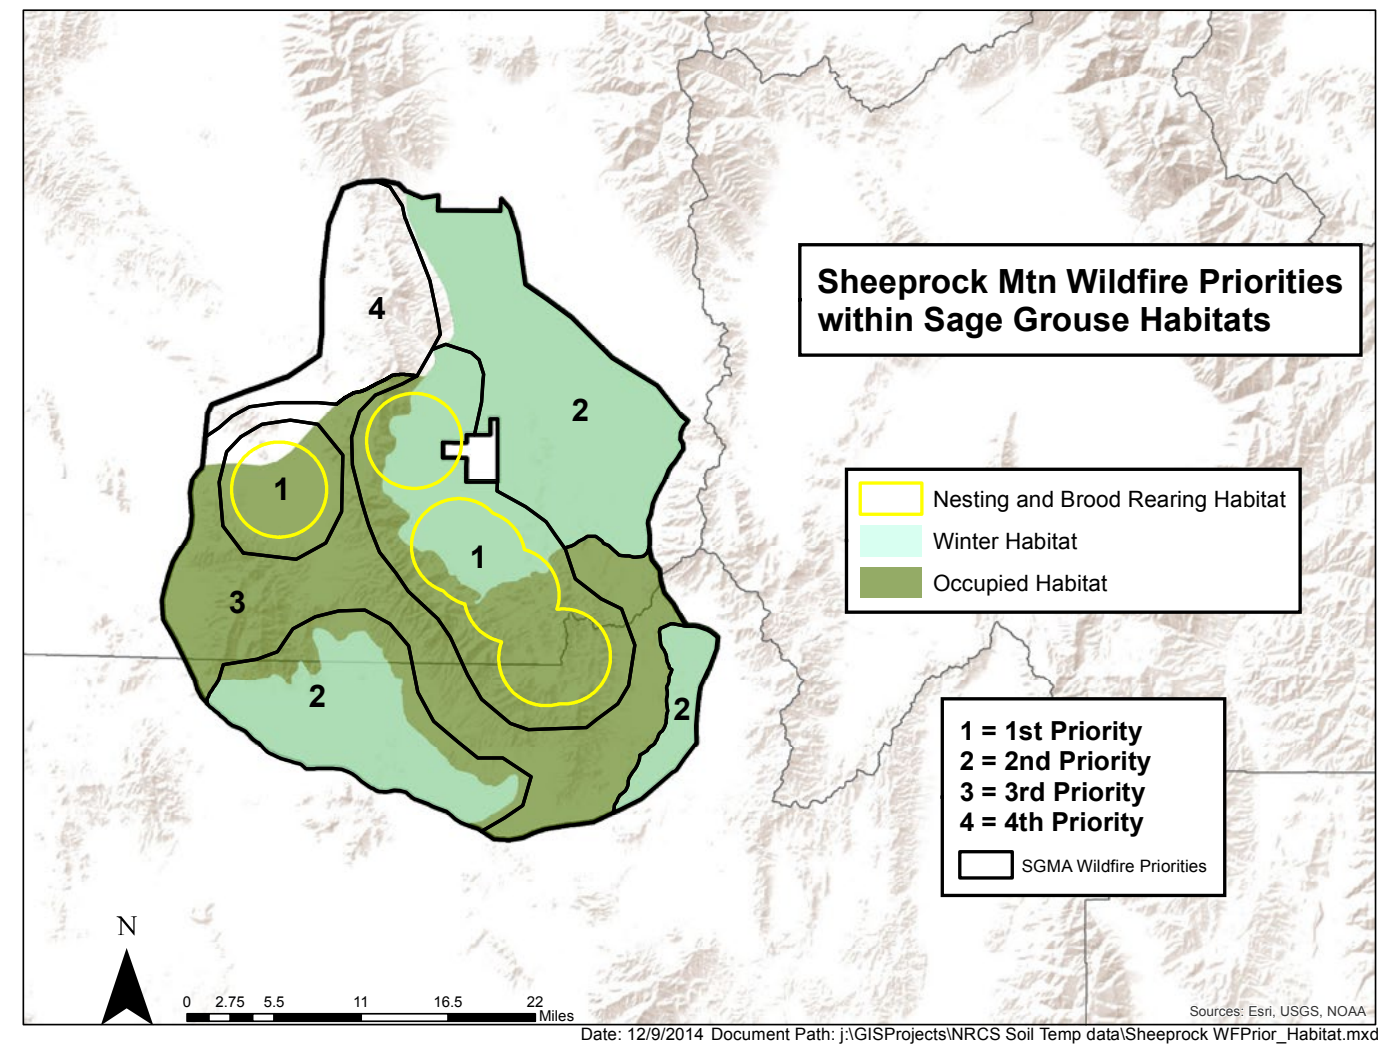 Sheeprock Mtn Wildfire Priorities
within Sage Grouse Habitats
4
2
1
1
3
2
2
Nesting and Brood Rearing Habitat
Winter Habitat
Occupied Habitat
1 = 1st Priority
2 = 2nd Priority
3 = 3rd Priority
4 = 4th Priority
SGMA Wildfire Priorities
N
0 2.75 5.5 11 16.5 22
Miles
Sources: Esri, USGS, NOAA
Date: 12/9/2014 Document Path: j:\GISProjects\NRCS Soil Temp data\Sheeprock WFPrior_Habitat.mxd